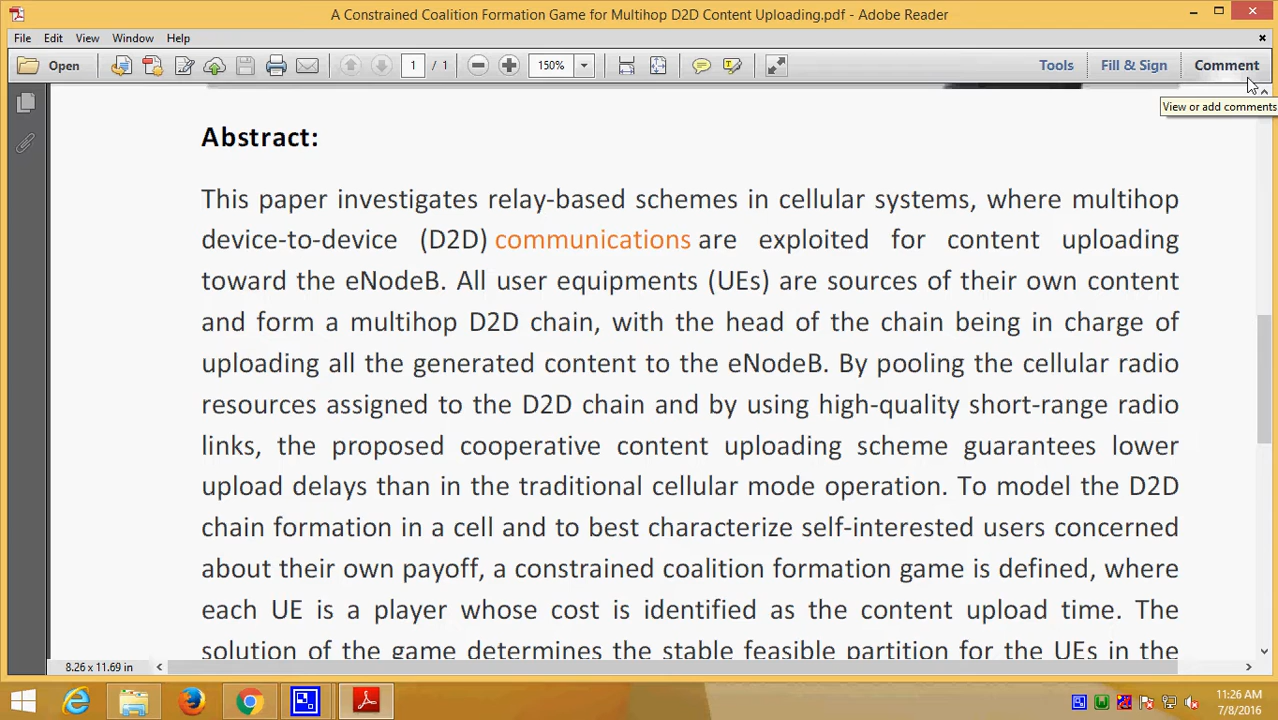 A Constrained Coalition Formation Game for Multihop D2D Content Uploading.pdf - Adobe Reader
File Edit View Window Help
Open 1 / 1 150% Tools Fill & Sign Comment
View or add comments
Abstract:
This paper investigates relay-based schemes in cellular systems, where multihop
device-to-device (D2D) communications are exploited for content uploading
toward the eNodeB. All user equipments (UEs) are sources of their own content
and form a multihop D2D chain, with the head of the chain being in charge of
uploading all the generated content to the eNodeB. By pooling the cellular radio
resources assigned to the D2D chain and by using high-quality short-range radio
links, the proposed cooperative content uploading scheme guarantees lower
upload delays than in the traditional cellular mode operation. To model the D2D
chain formation in a cell and to best characterize self-interested users concerned
about their own payoff, a constrained coalition formation game is defined, where
each UE is a player whose cost is identified as the content upload time. The
solution of the game determines the stable feasible partition for the UEs in the
8.26 x 11.69 in
11:26 AM
7/8/2016